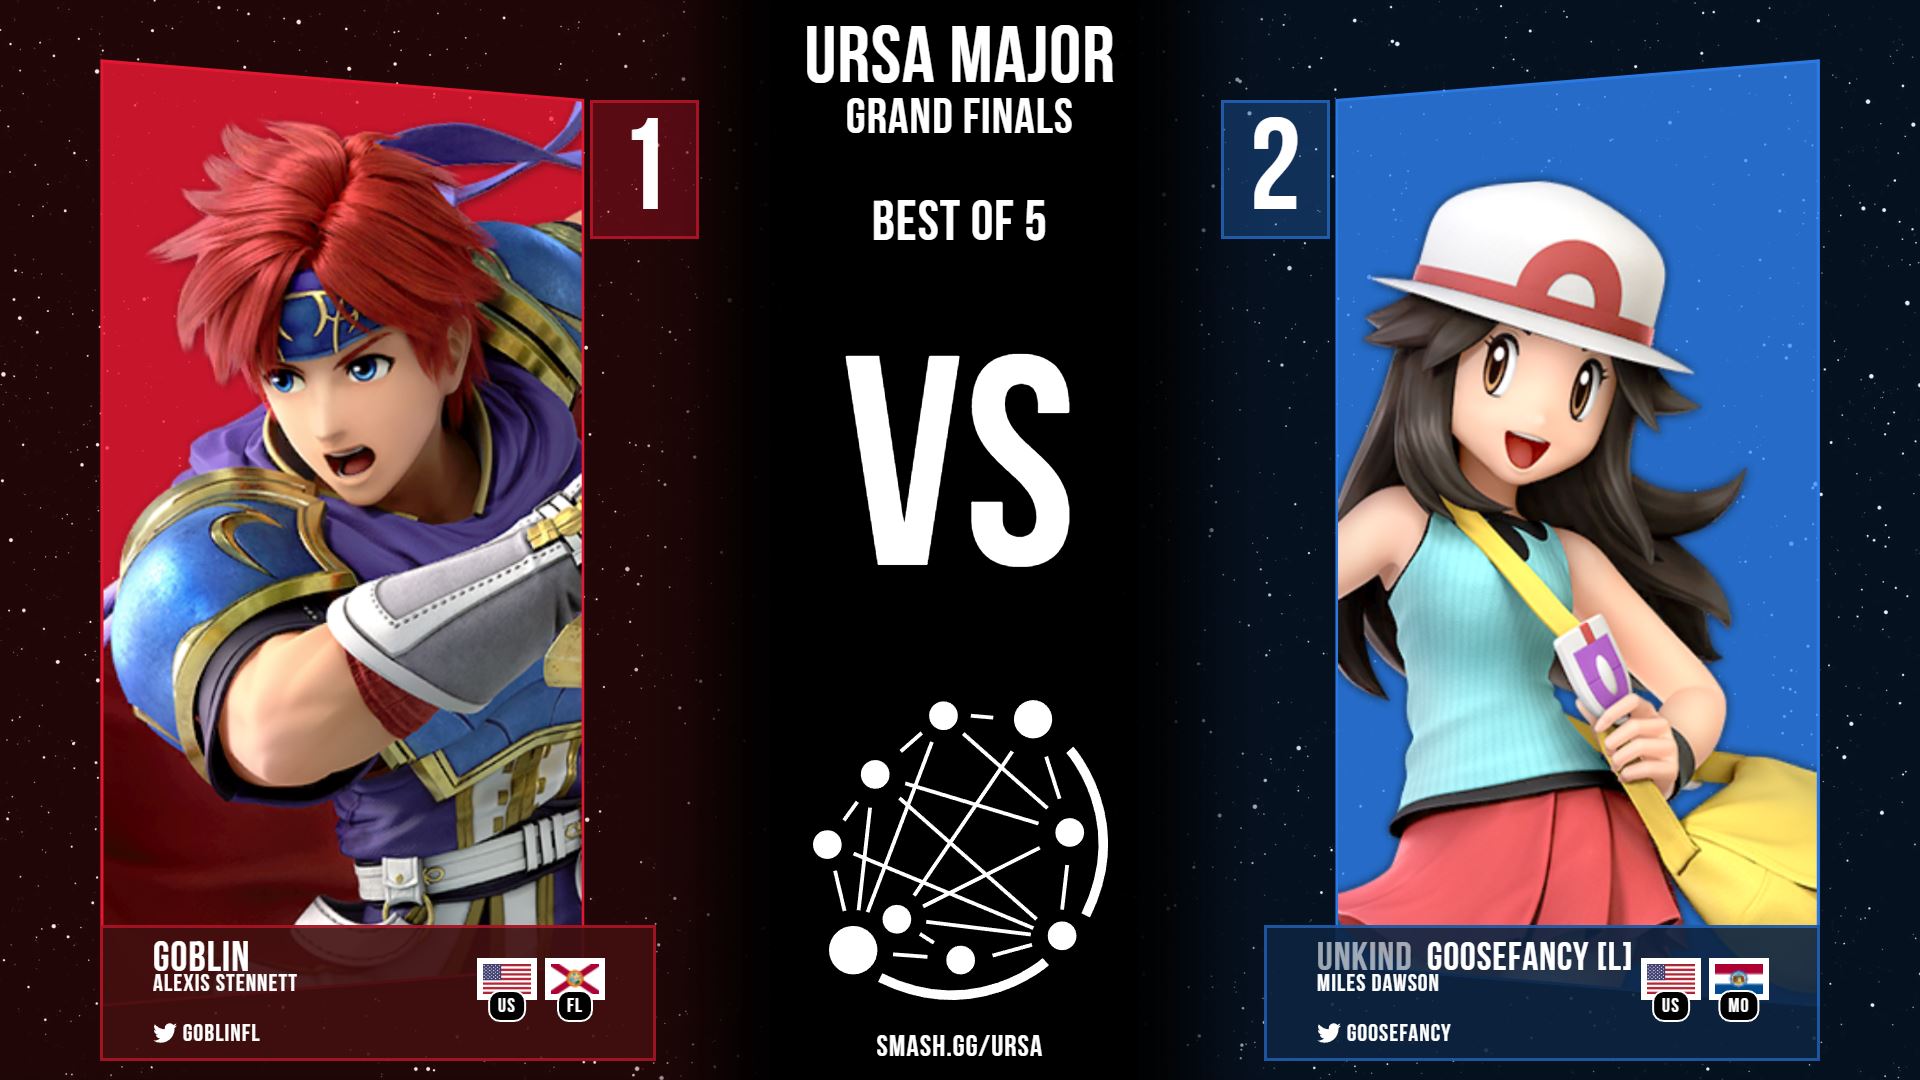 URSA MAJOR
GRAND FINALS
1
2
BEST OF 5
VS
GOBLIN
ALEXIS STENNETT
US
FL
GOBLINFL
UNKIND GOOSEFANCY [L]
MILES DAWSON
US
MO
GOOSEFANCY
SMASH.GG/URSA